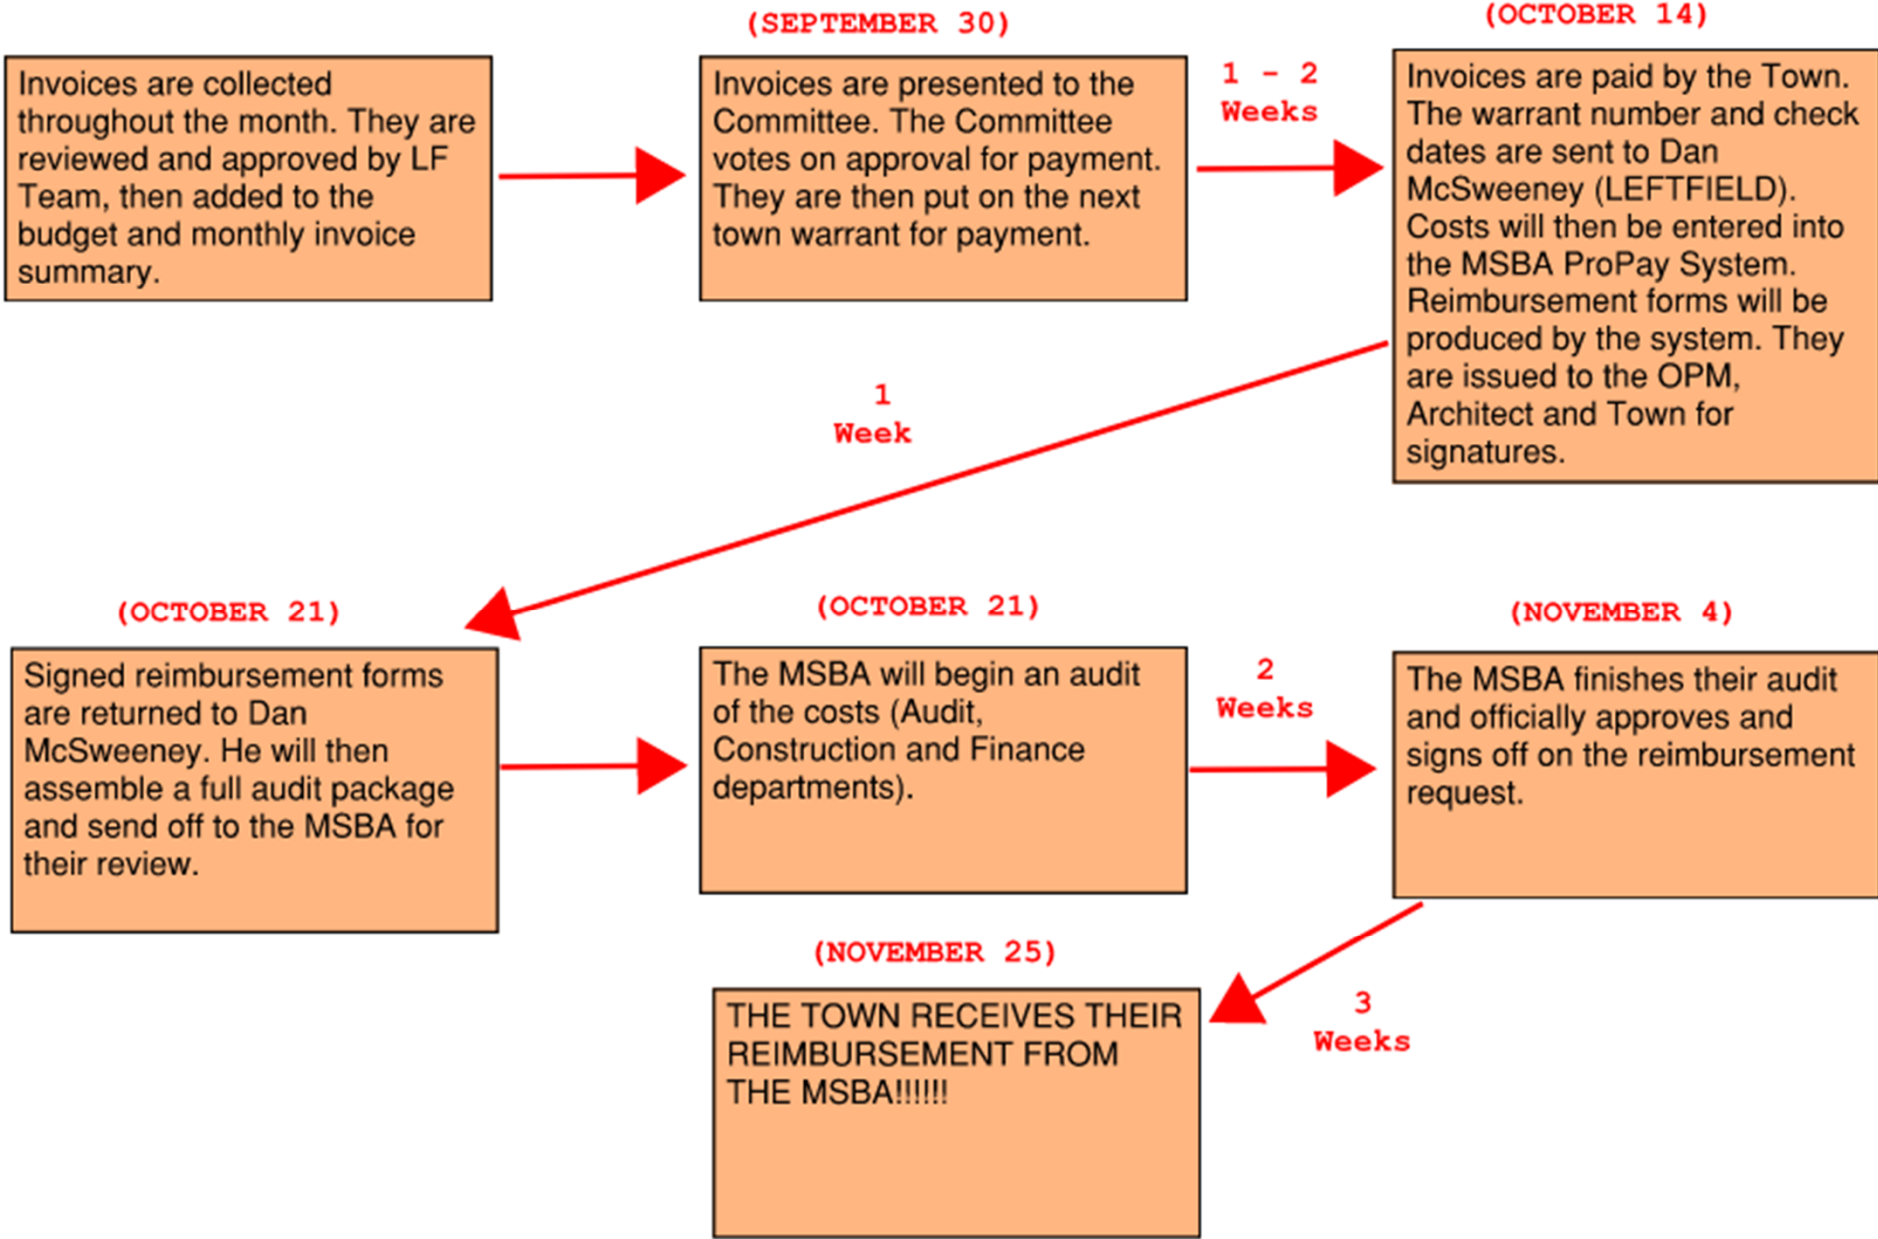 Invoices are collected
throughout the month. They are
reviewed and approved by LF
Team, then added to the
budget and monthly invoice
summary.
(SEPTEMBER 30)
Invoices are presented to the
Committee. The Committee
votes on approval for payment.
They are then put on the next
town warrant for payment.
1 - 2
Weeks
(OCTOBER 14)
Invoices are paid by the Town.
The warrant number and check
dates are sent to Dan
McSweeney (LEFTFIELD).
Costs will then be entered into
the MSBA ProPay System.
Reimbursement forms will be
produced by the system. They
are issued to the OPM,
Architect and Town for
signatures.
1
Week
(OCTOBER 21)
Signed reimbursement forms
are returned to Dan
McSweeney. He will then
assemble a full audit package
and send off to the MSBA for
their review.
(OCTOBER 21)
The MSBA will begin an audit
of the costs (Audit,
Construction and Finance
departments).
2
Weeks
(NOVEMBER 4)
The MSBA finishes their audit
and officially approves and
signs off on the reimbursement
request.
3
Weeks
(NOVEMBER 25)
THE TOWN RECEIVES THEIR
REIMBURSEMENT FROM
THE MSBA!!!!!!